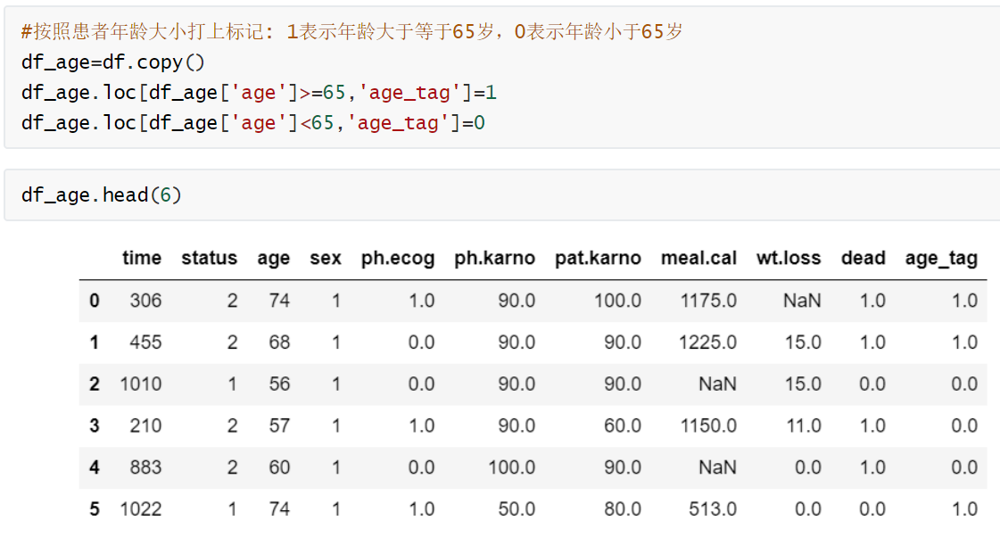 #按照患者年龄大小打上标记: 1表示年龄大于等于65岁，0表示年龄小于65岁
df_age=df.copy()
df_age.loc[df_age['age']>=65,'age_tag']=1
df_age.loc[df_age['age']<65,'age_tag']=0
df_age.head(6)
time status age sex ph.ecog ph.karno pat.karno meal.cal wt.loss dead age_tag
0 306 2 74 1 1.0 90.0 100.0 1175.0 NaN 1.0 1.0
1 455 2 68 1 0.0 90.0 90.0 1225.0 15.0 1.0 1.0
2 1010 1 56 1 0.0 90.0 90.0 NaN 15.0 0.0 0.0
3 210 2 57 1 1.0 90.0 60.0 1150.0 11.0 1.0 0.0
4 883 2 60 1 0.0 100.0 90.0 NaN 0.0 1.0 0.0
5 1022 1 74 1 1.0 50.0 80.0 513.0 0.0 0.0 1.0